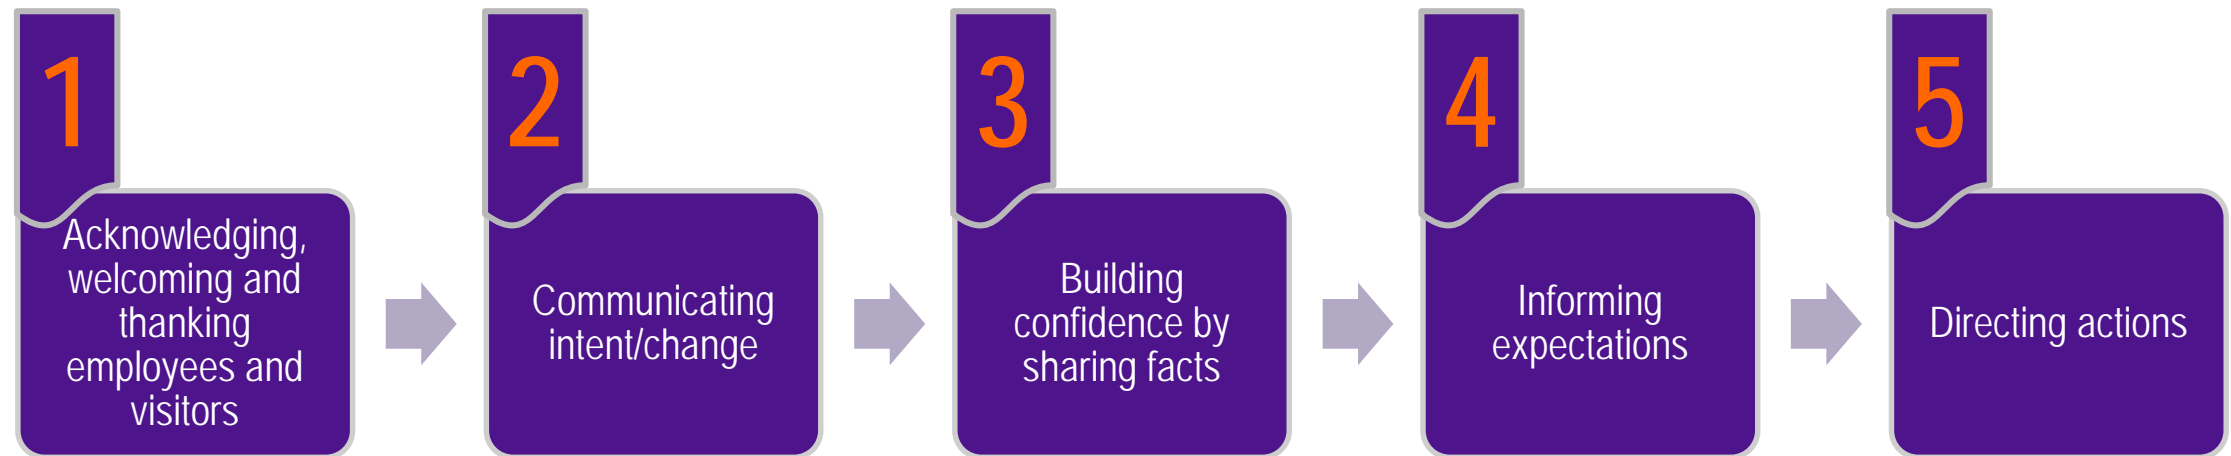 1
Acknowledging,
welcoming and
thanking
employees and
visitors
2
Communicating
intent/change
3
Building
confidence by
sharing facts
4
Informing
expectations
5
Directing actions